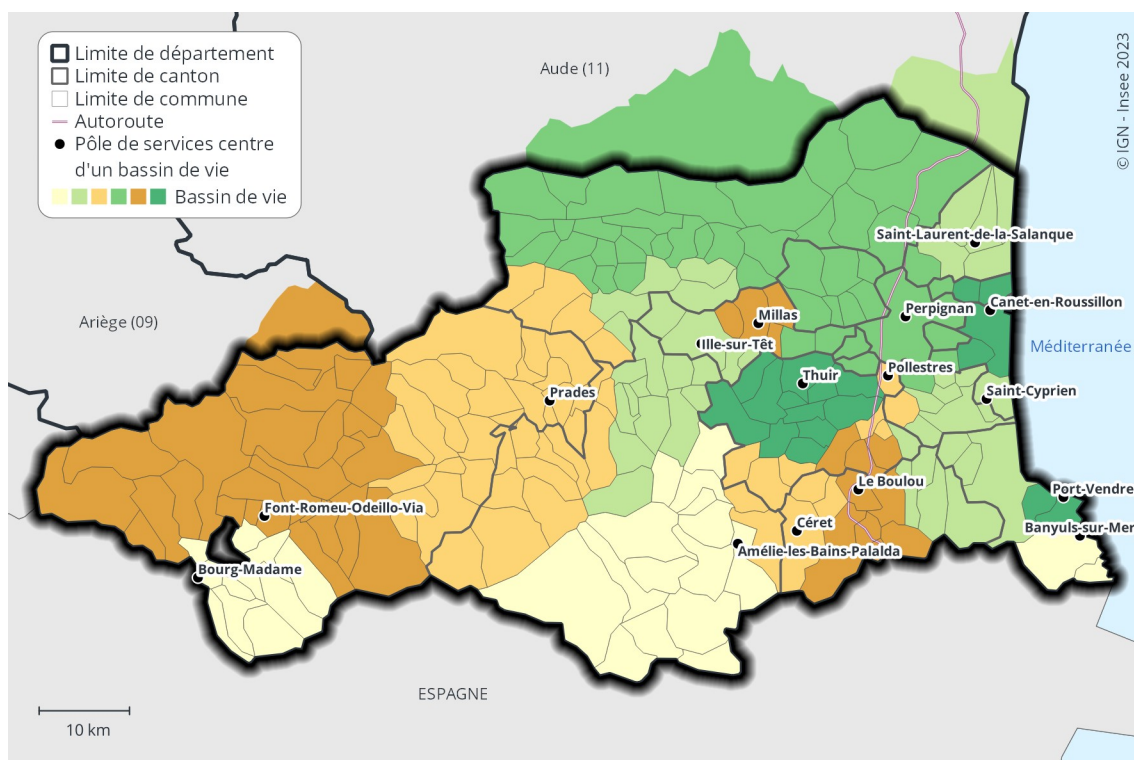 Limite de département
Limite de canton
Limite de commune
Autoroute
Pôle de services centre
d'un bassin de vie
Bassin de vie
Aude (11)
© IGN - Insee 2023
Saint-Laurent-de-la-Salanque
Canet-en-Roussillon
Perpignan
Millas
Ariège (09)
Ille-sur-Têt
Méditerranée
Pollestres
Thuir
Saint-Cyprien
Prades
Le Boulou
Port-Vendre
Font-Romeu-Odeillo-Via
Céret
Banyuls-sur-Mer
Amélie-les-Bains-Palalda
Bourg-Madame
ESPAGNE
10 km